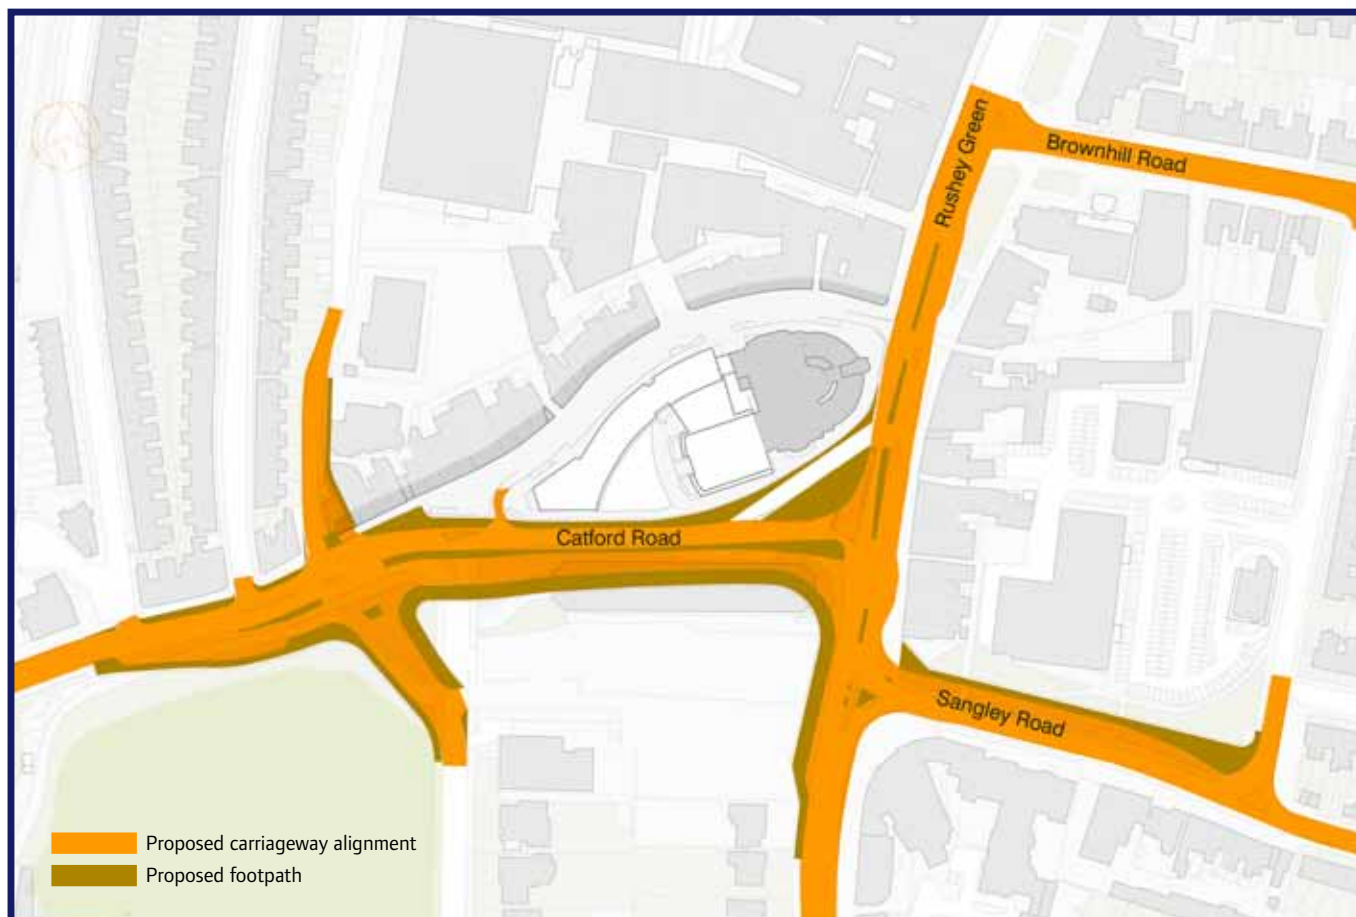 Rushey Green
Brownhill Road
Catford Road
Sangley Road
Proposed carriageway alignment
Proposed footpath